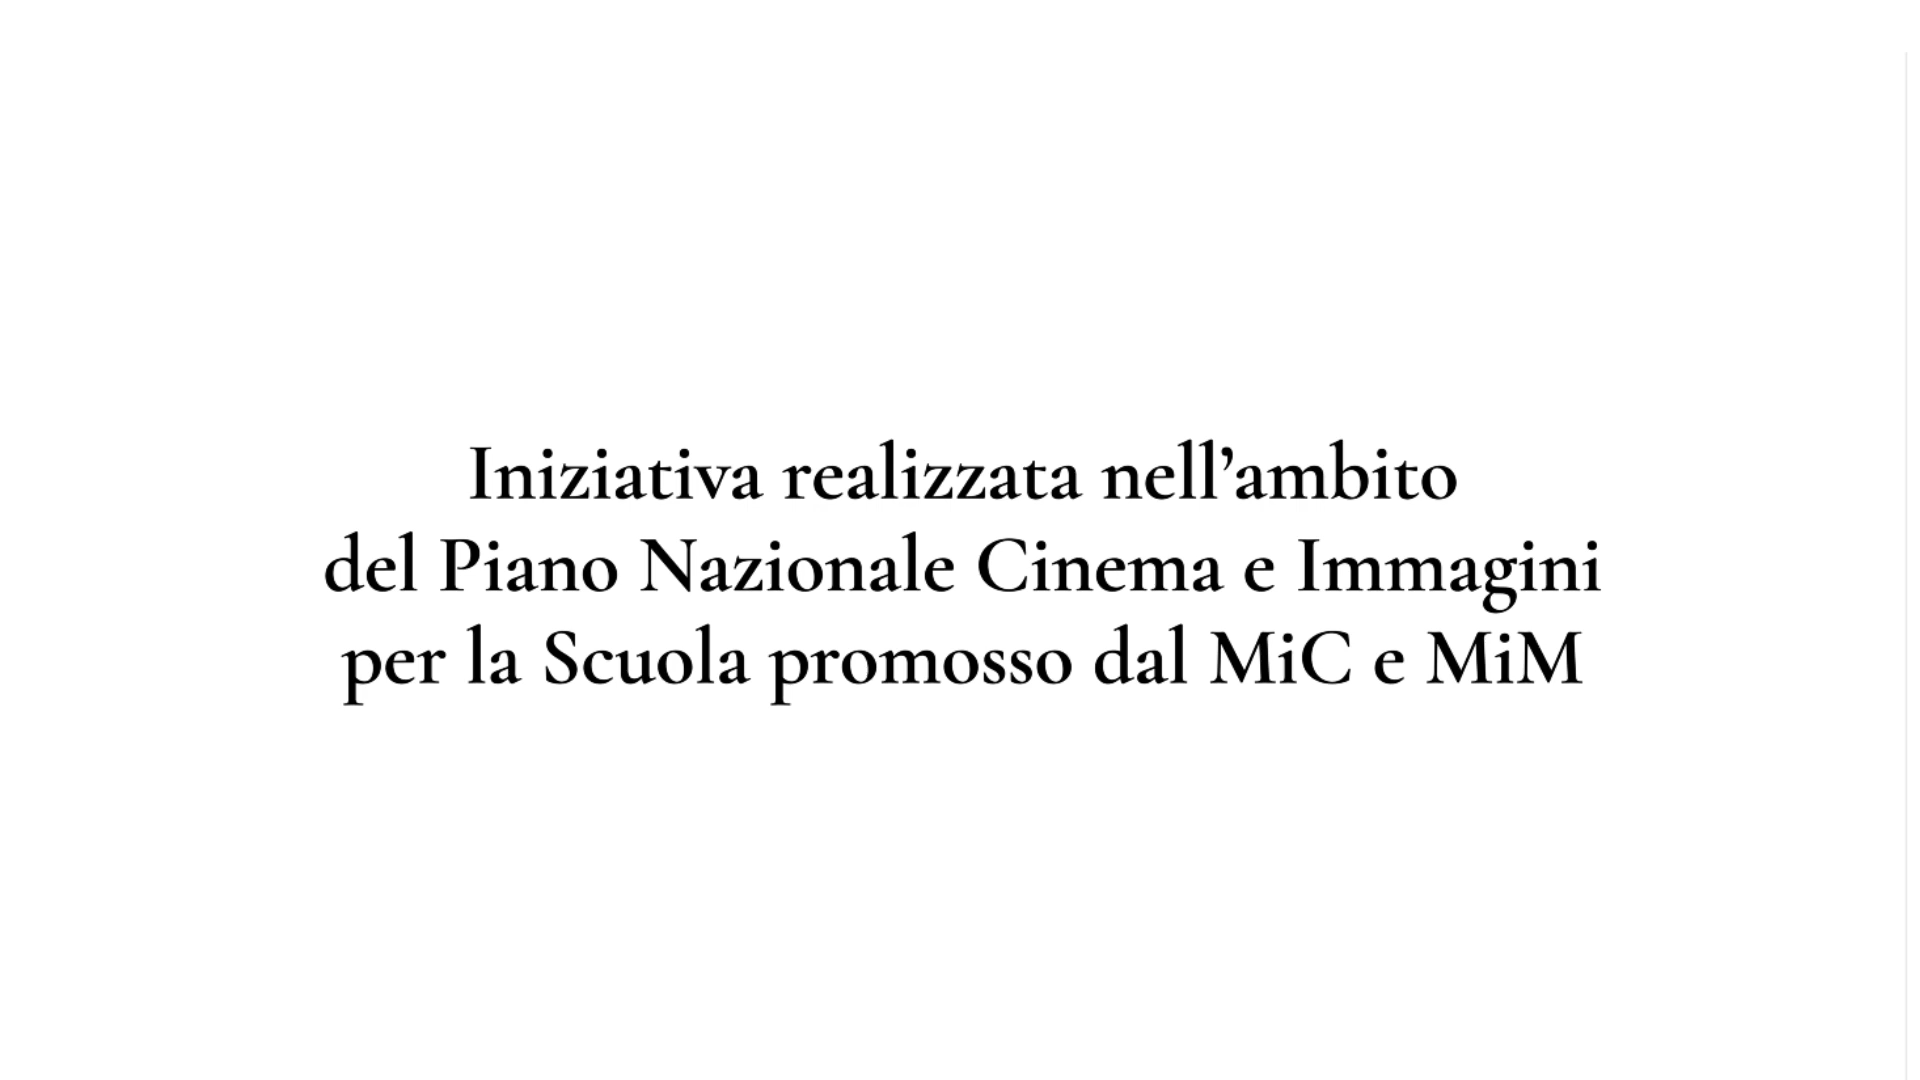 Iniziativa realizzata nell’ambito
del Piano Nazionale Cinema e Immagini
per la Scuola promosso dal MiC e MiM